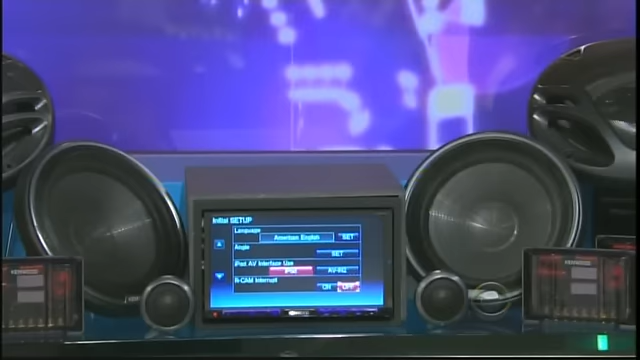 Initial SETUP
Language
American English SET
Angle
SET
iPod AV Interface Use
iPod AV-IN2
R-CAM Interrupt
ON OFF
KENWOOD